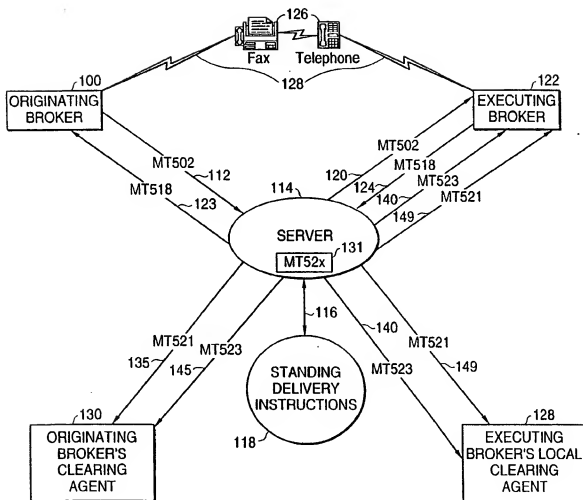 126
Fax
Telephone
128
100
ORIGINATING
BROKER
122
EXECUTING
BROKER
MT502
112
MT518
123
MT502
120
MT518
124
MT523
140
MT521
149
114
SERVER
MT52x
131
116
MT521
135
MT523
145
STANDING
DELIVERY
INSTRUCTIONS
118
140
MT523
MT521
149
130
ORIGINATING
BROKER'S
CLEARING
AGENT
128
EXECUTING
BROKER'S LOCAL
CLEARING
AGENT